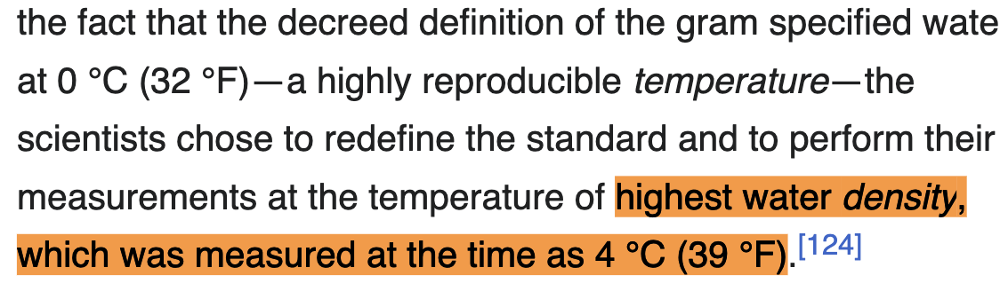 the fact that the decreed definition of the gram specified wate
at 0 °C (32 °F)—a highly reproducible temperature—the
scientists chose to redefine the standard and to perform their
measurements at the temperature of highest water density,
which was measured at the time as 4 °C (39 °F).[124]